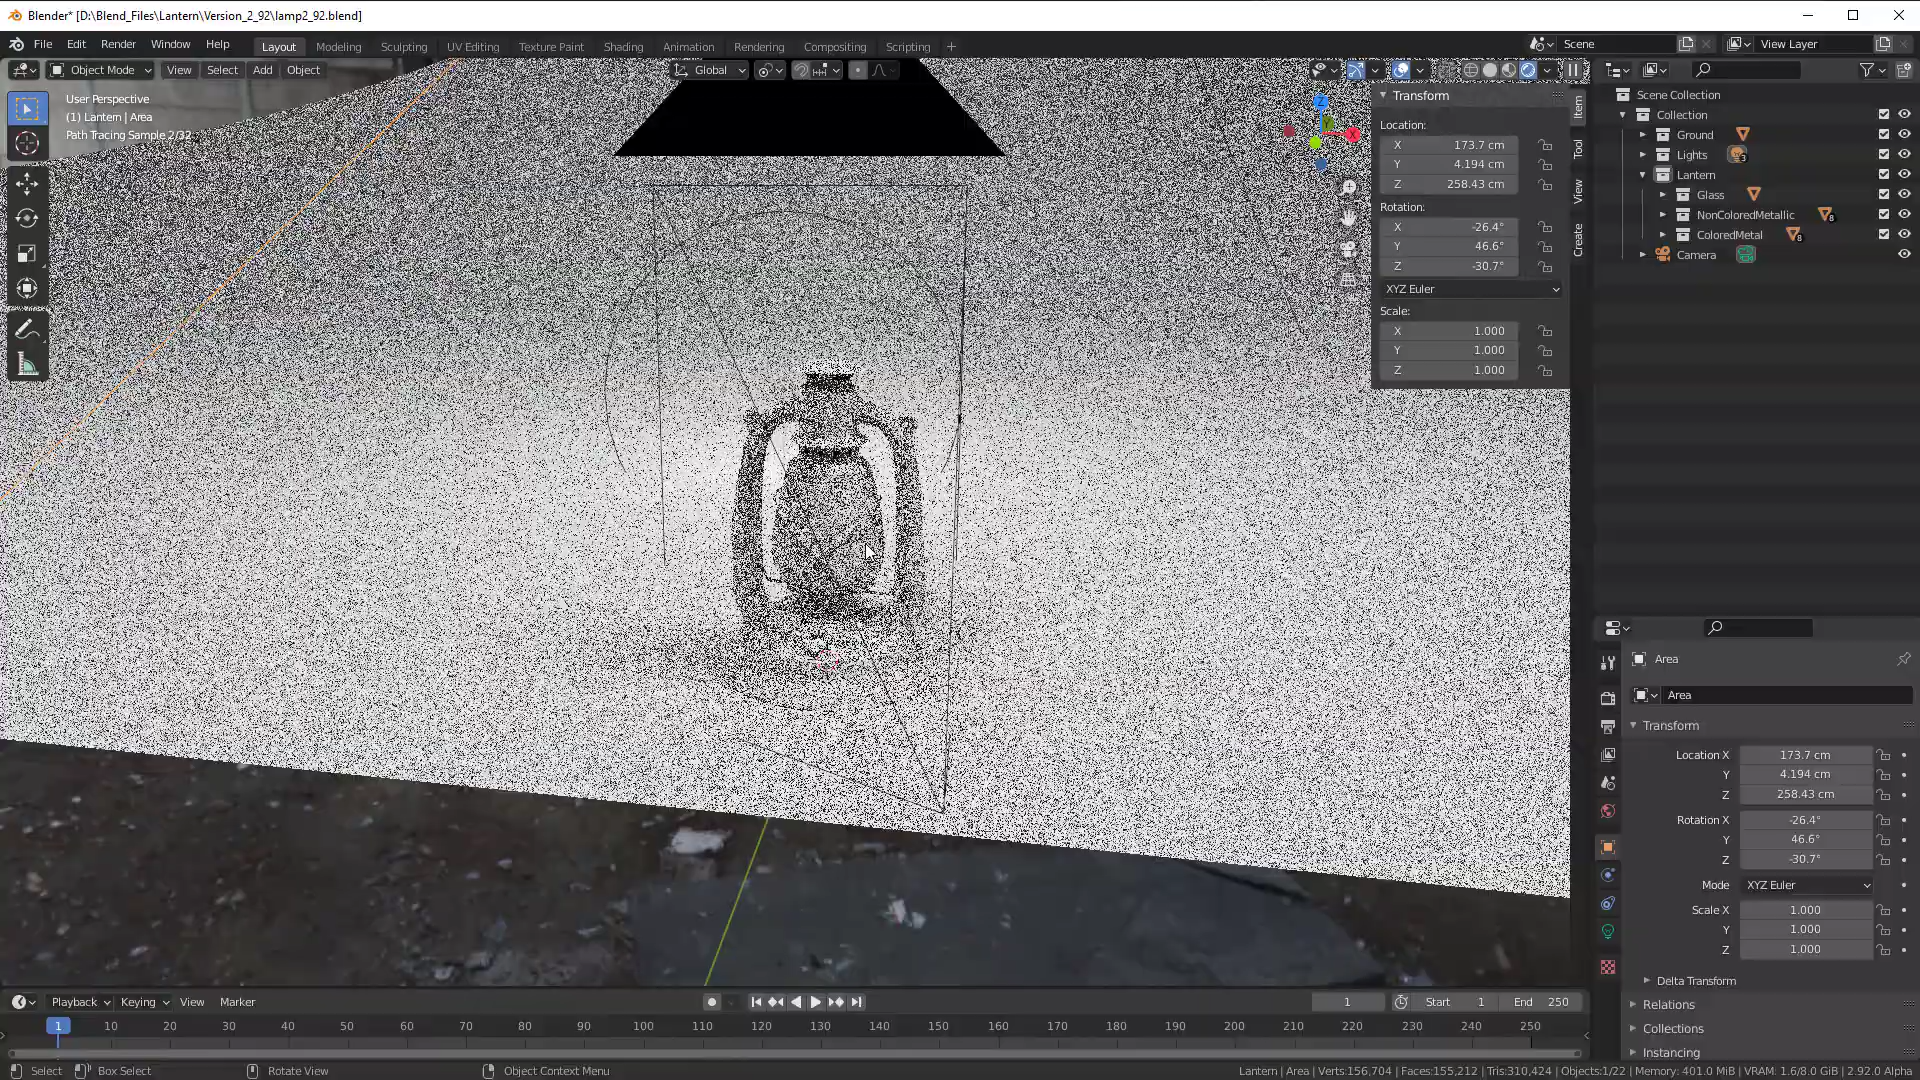 Blender* [D:\Blend_Files\Lantern\Version_2_92\lamp2_92.blend]
File Edit Render Window Help
Layout Modeling Sculpting UV Editing Texture Paint Shading Animation Rendering Compositing Scripting +
Scene
View Layer
Object Mode View Select Add Object
Global
User Perspective
(1) Lantern | Area
Path Tracing Sample 2/32
Z
X
Transform
Location:
X 173.7 cm
Y 4.194 cm
Z 258.43 cm
Rotation:
X -26.4°
Y 46.6°
Z -30.7°
XYZ Euler
Scale:
X 1.000
Y 1.000
Z 1.000
Item
Tool
View
Create
Scene Collection
Collection
Ground
Lights 3
Lantern
Glass
NonColoredMetallic 8
ColoredMetal 8
Camera
Area
Area
Transform
Location X 173.7 cm
Y 4.194 cm
Z 258.43 cm
Rotation X -26.4°
Y 46.6°
Z -30.7°
Mode XYZ Euler
Scale X 1.000
Y 1.000
Z 1.000
Delta Transform
Relations
Collections
Instancing
Playback Keying View Marker
1 Start 1 End 250
1 10 20 30 40 50 60 70 80 90 100 110 120 130 140 150 160 170 180 190 200 210 220 230 240 250
Select Box Select Rotate View Object Context Menu
Lantern | Area | Verts:156,704 | Faces:155,212 | Tris:310,424 | Objects:1/22 | Memory: 401.0 MiB | VRAM: 1.6/8.0 GiB | 2.92.0 Alpha